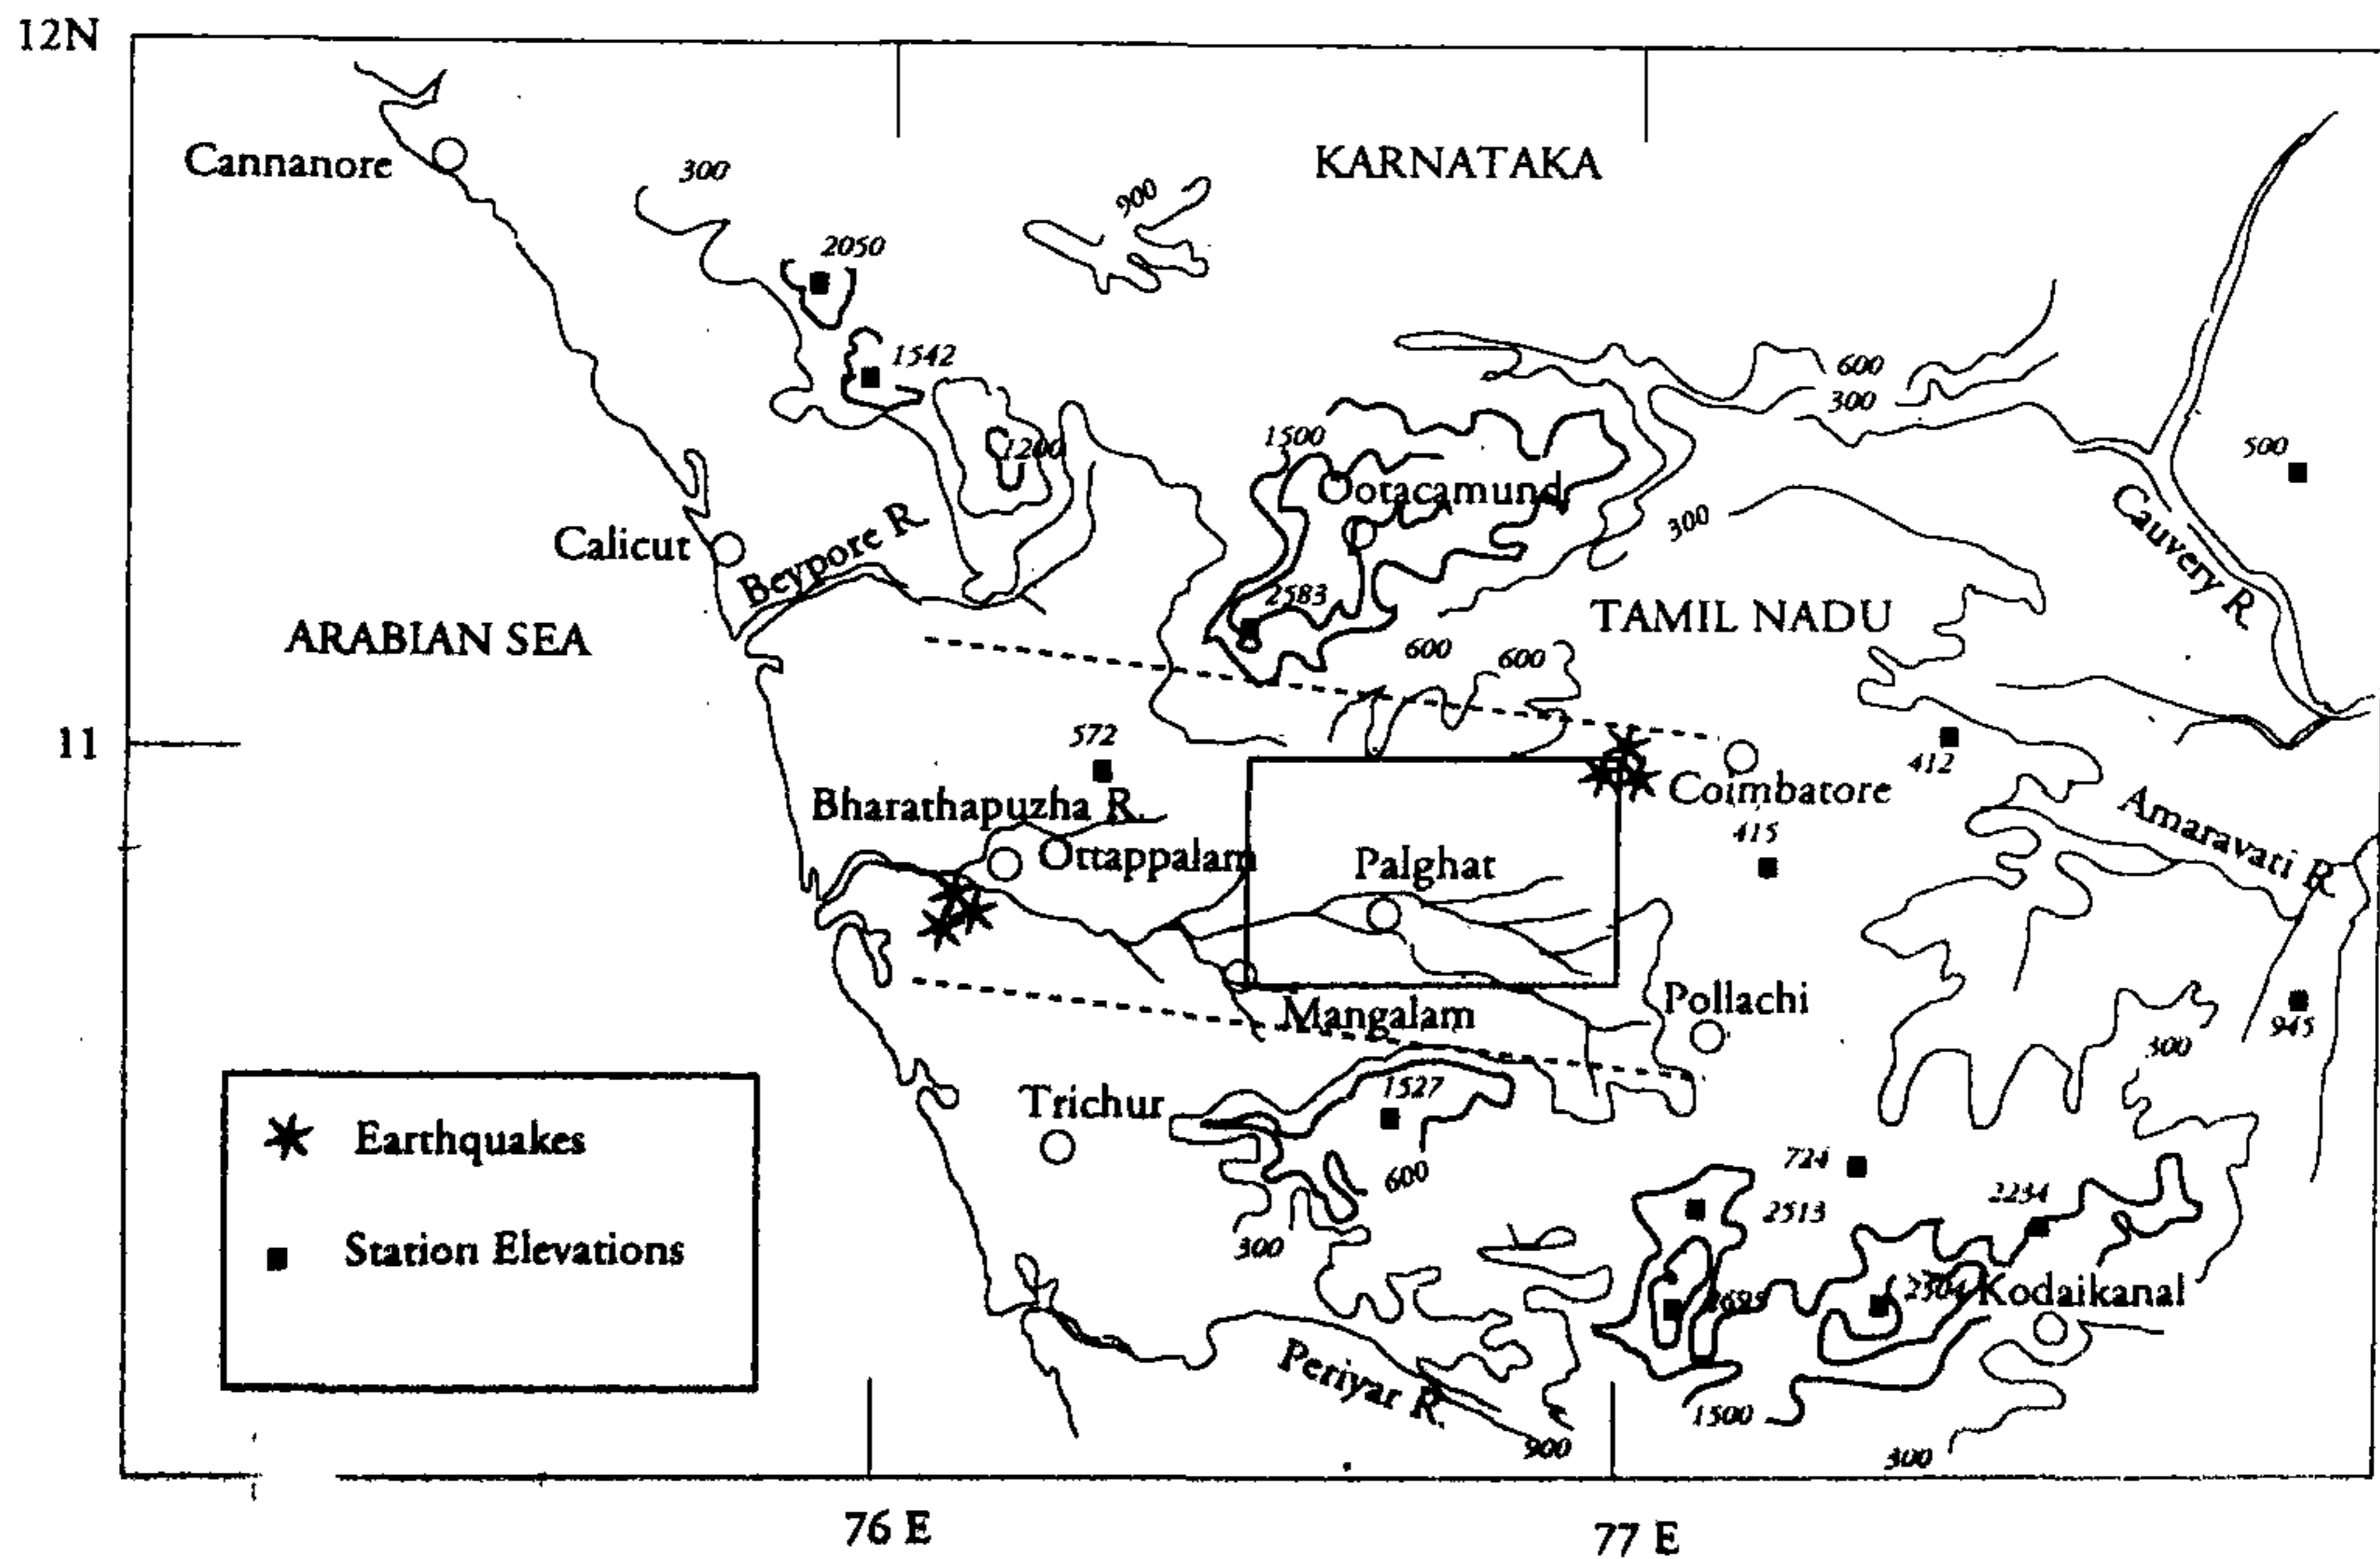 12N
KARNATAKA
Cannanore
300
900
2050
1542
600
300
1500
1200
500
Ootacamund
300
Calicut
Beypore R.
Cauvery R.
2583
TAMIL NADU
ARABIAN SEA
600
600
11
572
412
Coimbatore
Bharathapuzha R.
Amaravati R.
415
Ottappalam
Palghat
Pollachi
Mangalam
945
300
1527
Trichur
Earthquakes
724
600
2234
2513
300
Station Elevations
2304
Kodaikanal
Periyar R.
1500
900
300
76 E
77 E